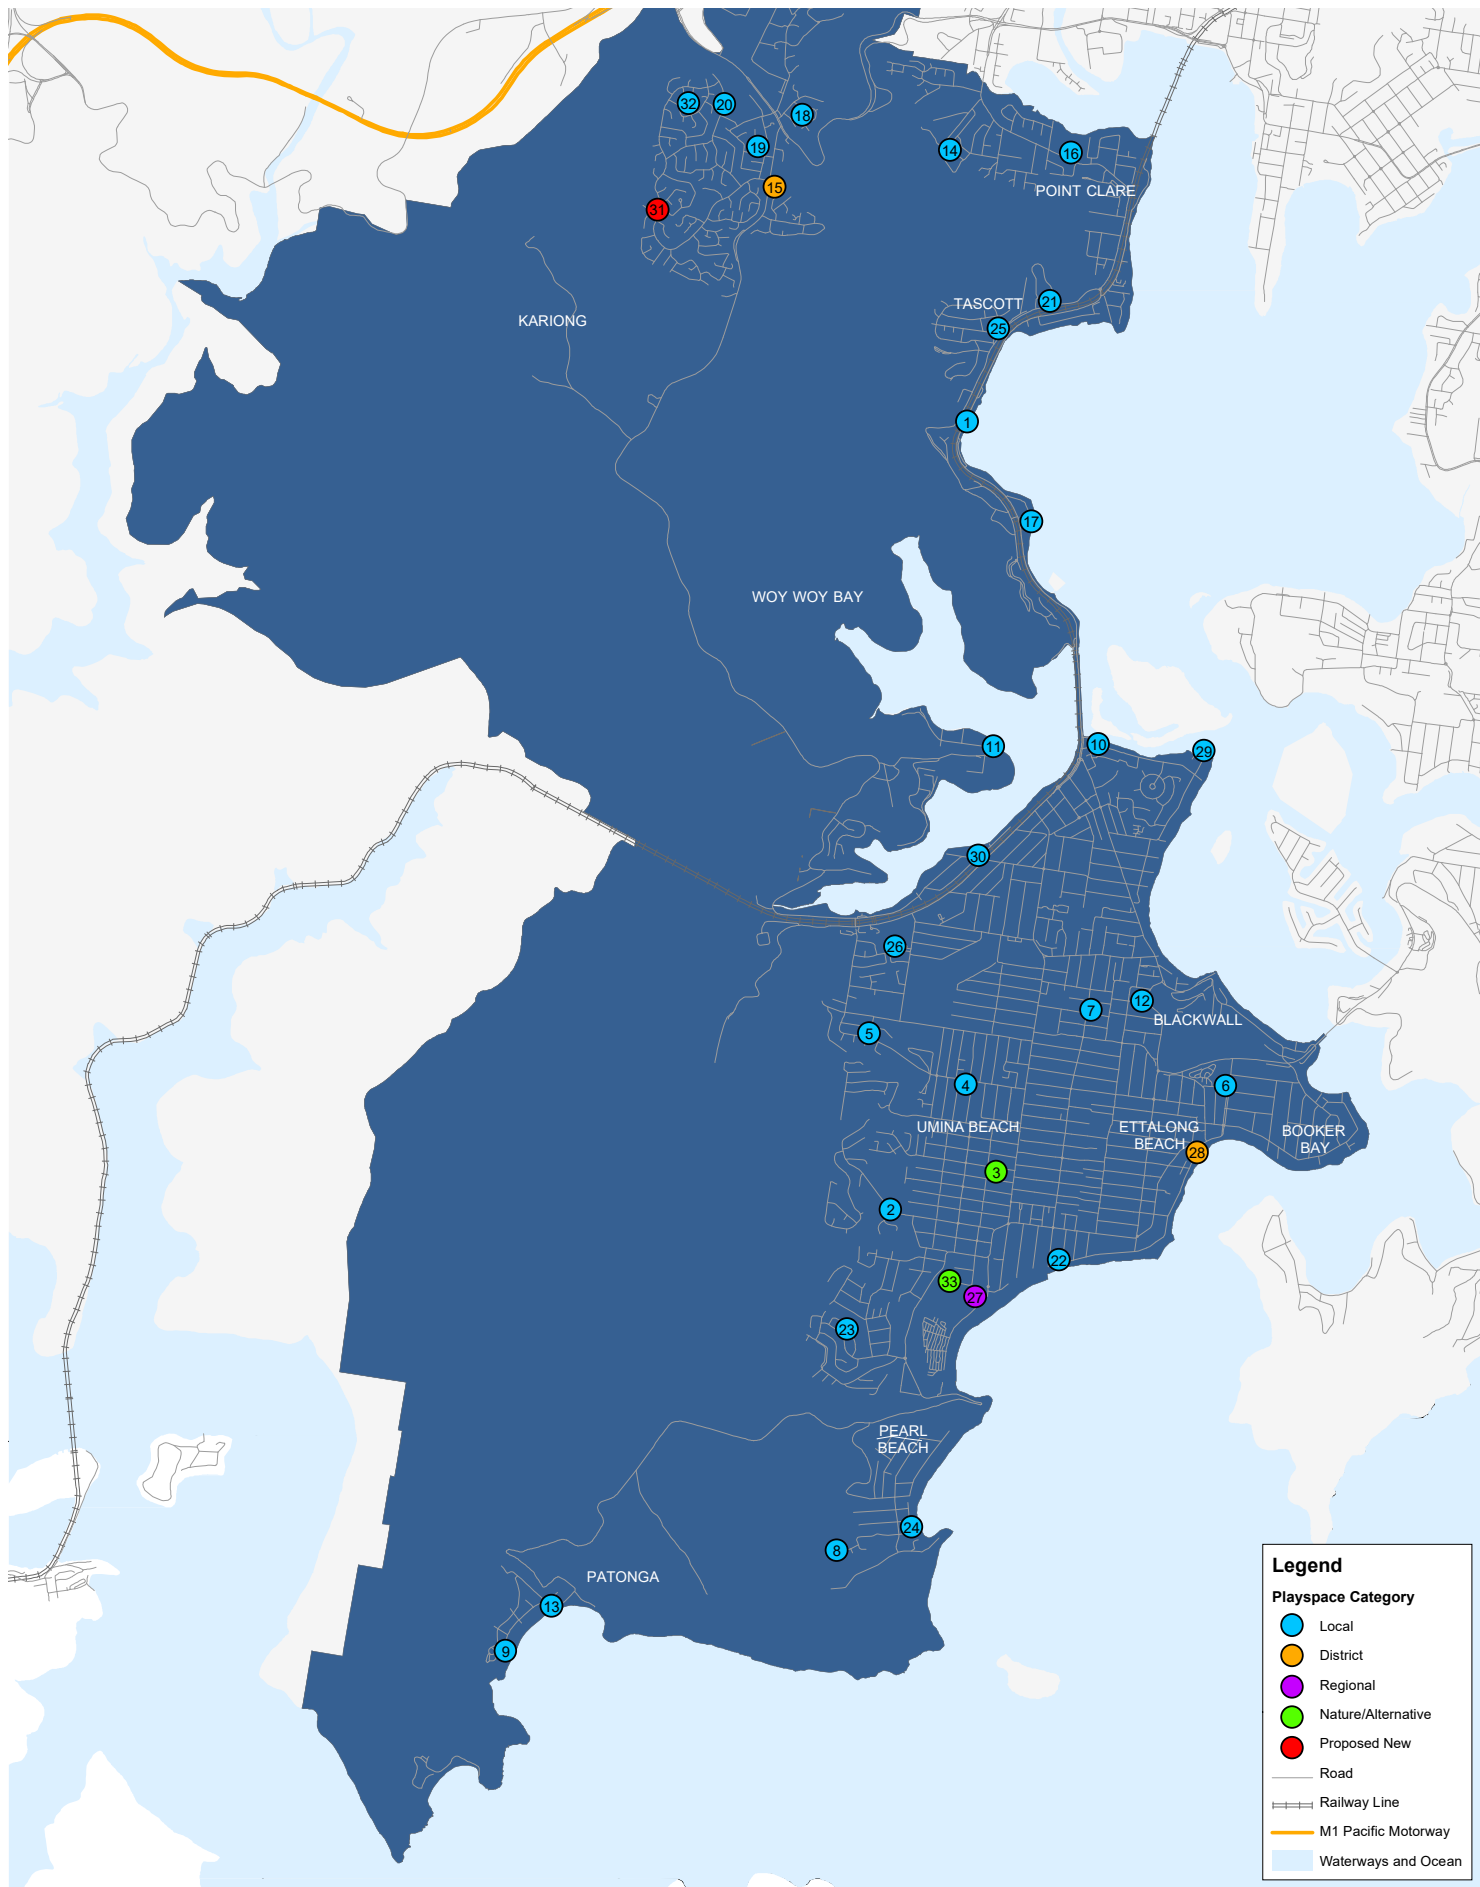 32
20
18
19
14
16
15
POINT CLARE
31
TASCOTT
21
KARIONG
25
1
17
WOY WOY BAY
11
10
29
30
26
7
12
BLACKWALL
5
4
6
UMINA BEACH
ETTALONG
BEACH
BOOKER
BAY
28
3
2
22
33
27
23
PEARL
BEACH
24
8
PATONGA
13
9
Legend
Playspace Category
Local
District
Regional
Nature/Alternative
Proposed New
Road
Railway Line
M1 Pacific Motorway
Waterways and Ocean